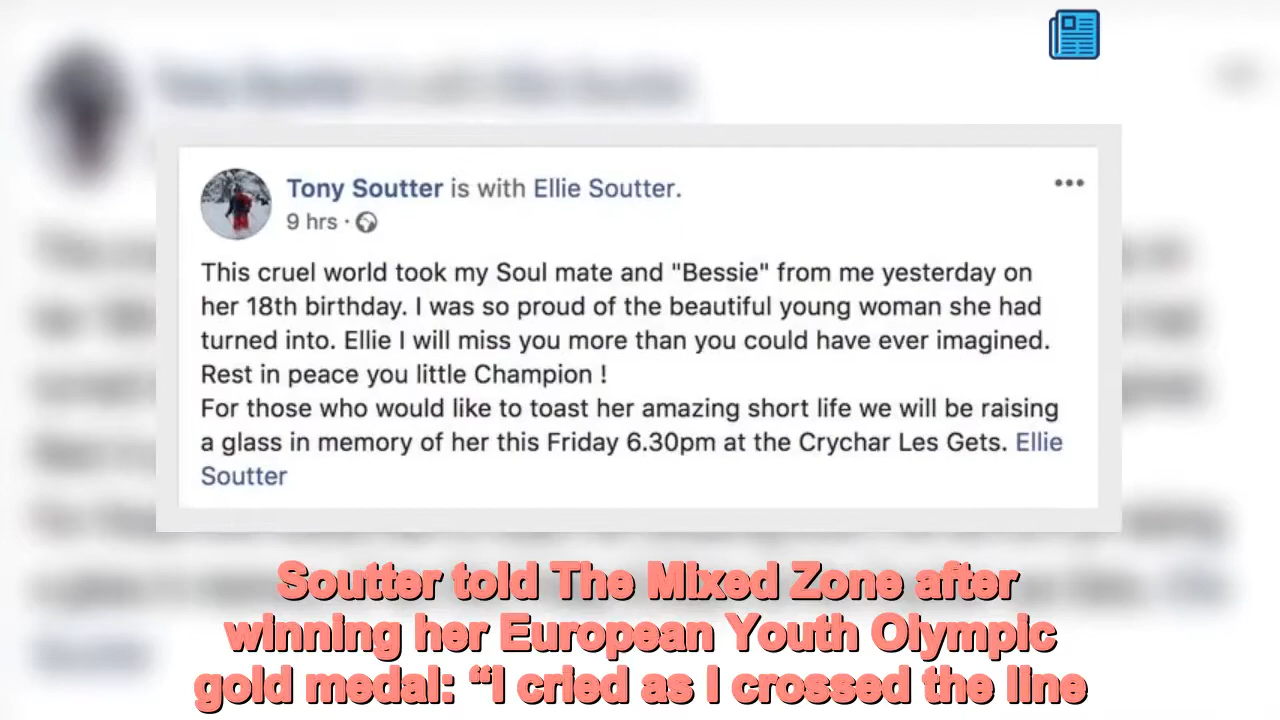 Tony Soutter is with Ellie Soutter.
9 hrs ·
This cruel world took my Soul mate and "Bessie" from me yesterday on
her 18th birthday. I was so proud of the beautiful young woman she had
turned into. Ellie I will miss you more than you could have ever imagined.
Rest in peace you little Champion !
For those who would like to toast her amazing short life we will be raising
a glass in memory of her this Friday 6.30pm at the Crychar Les Gets. Ellie
Soutter
Soutter told The Mixed Zone after
winning her European Youth Olympic
gold medal: “I cried as I crossed the line